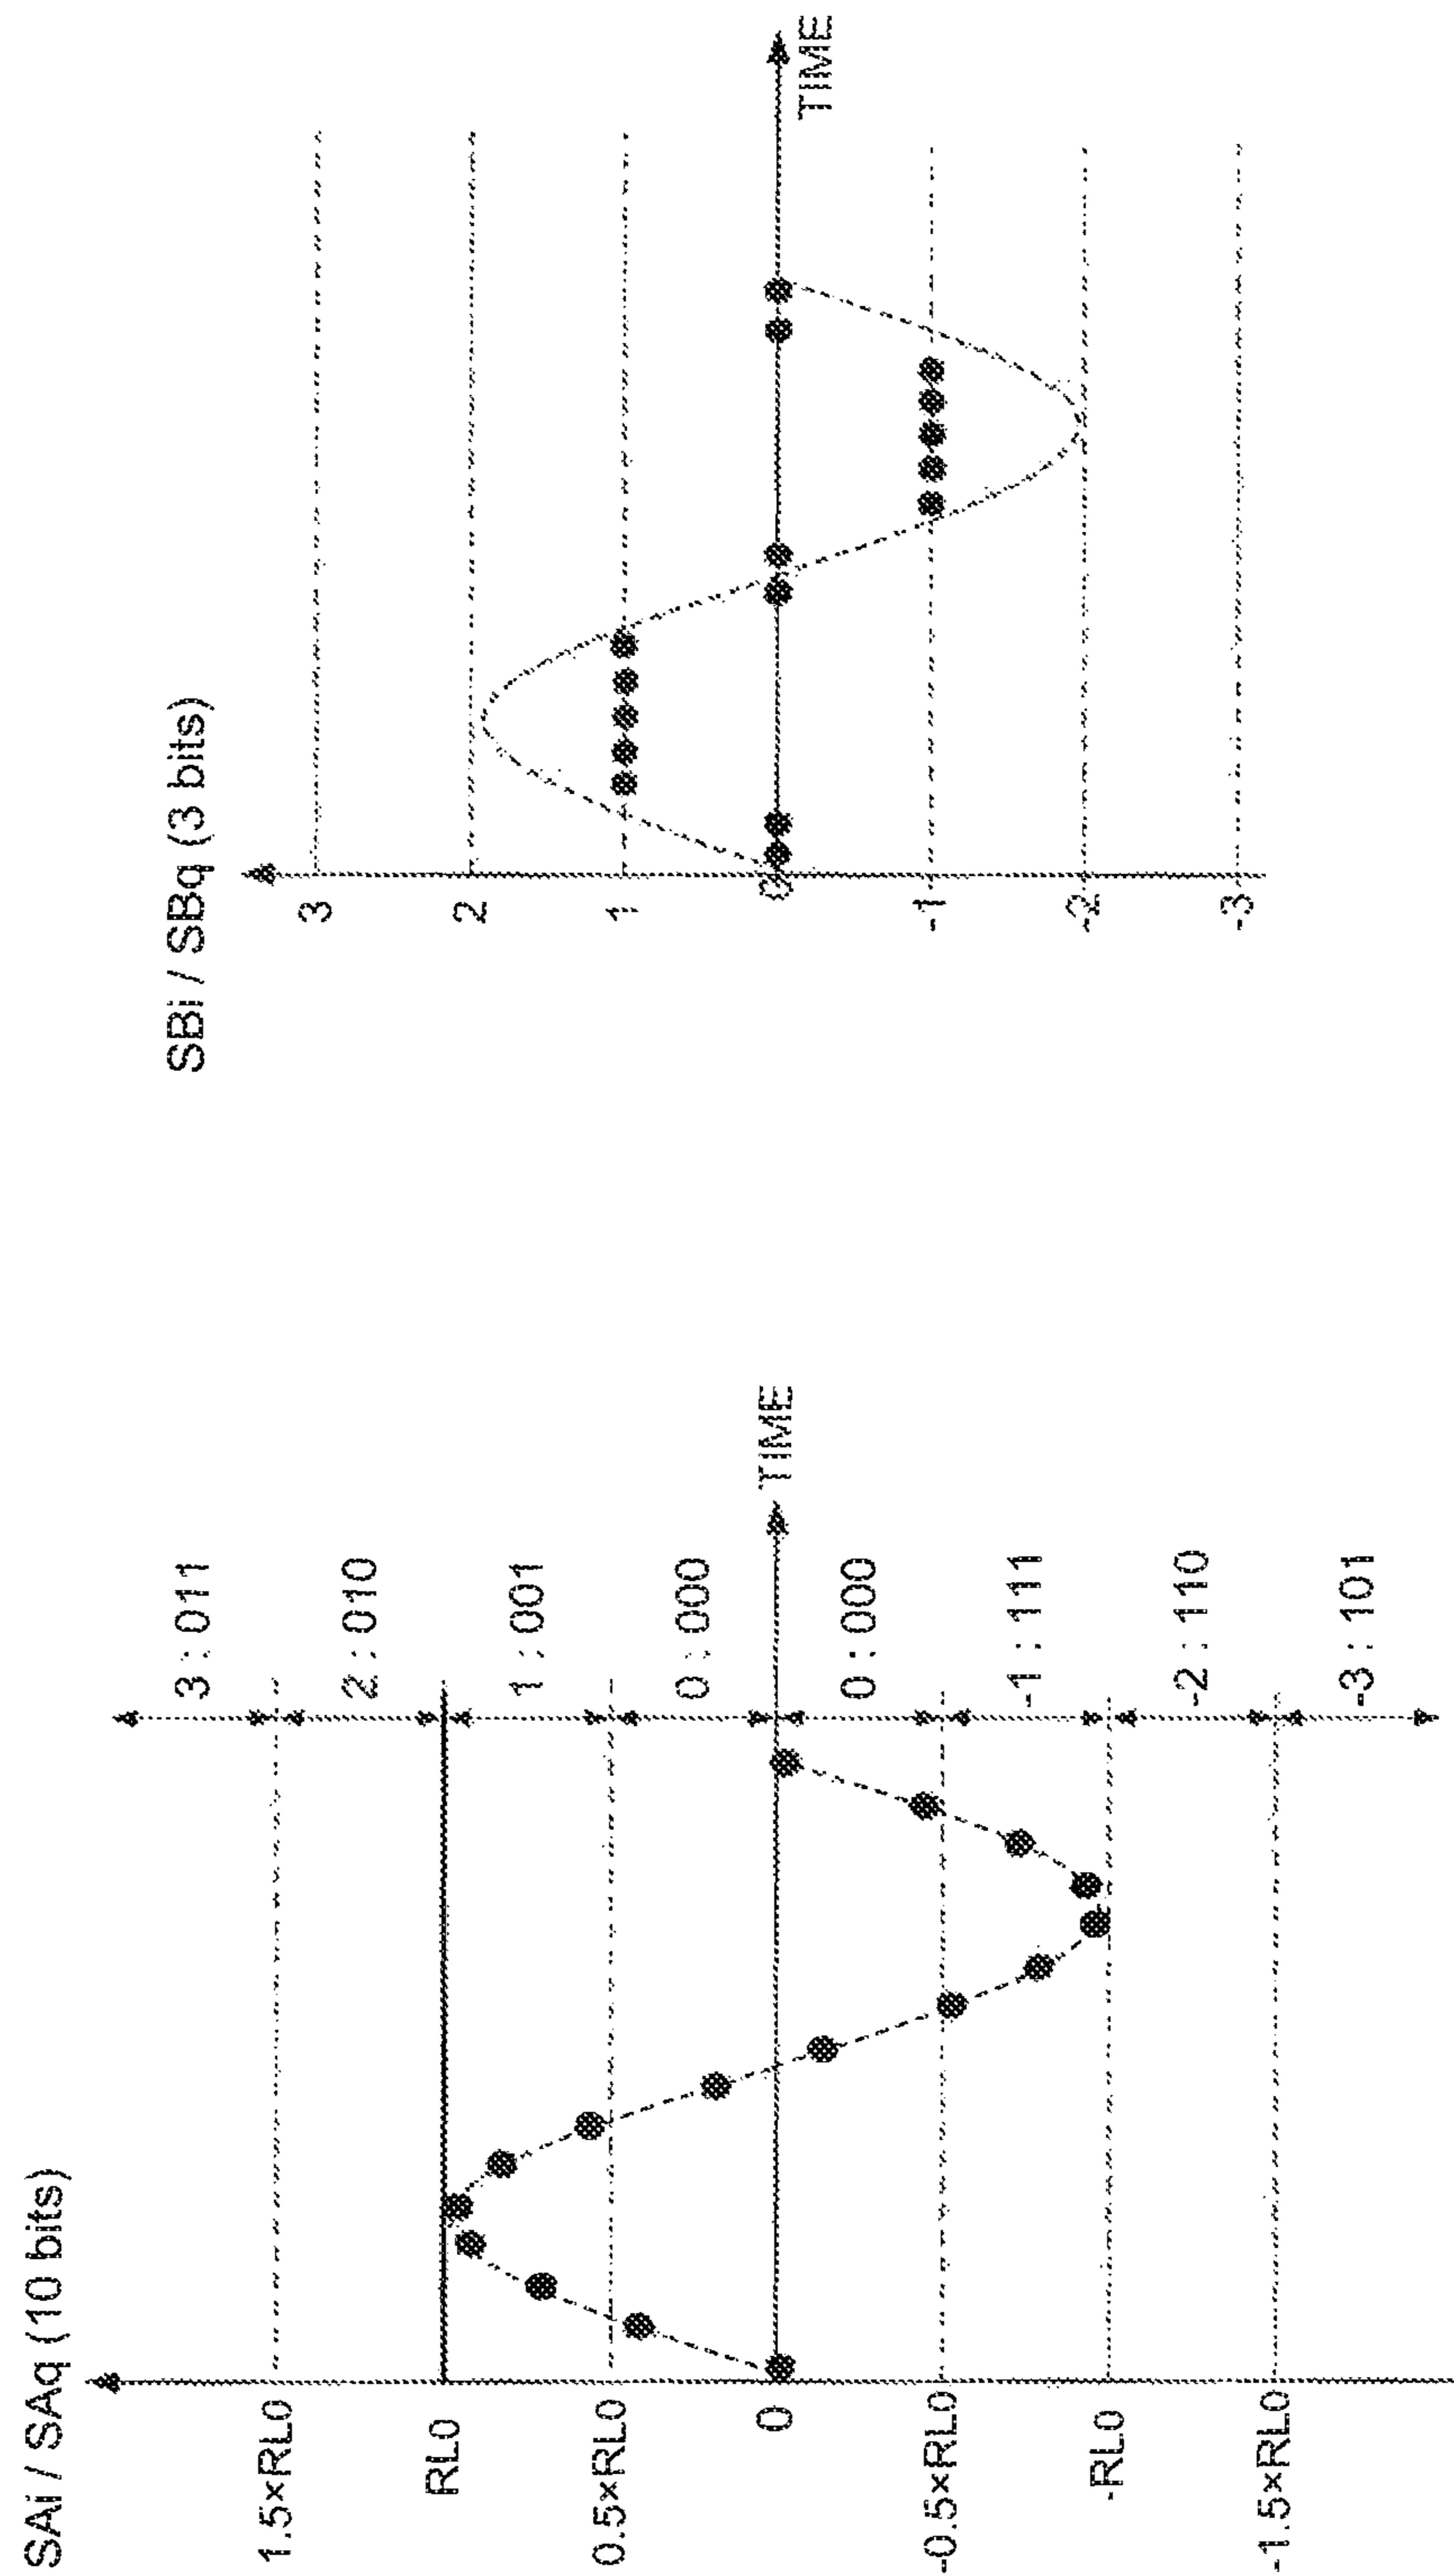 SAi / SAq (10 bits)
1.5×RL0
RL0
0.5×RL0
0
-0.5×RL0
-RL0
-1.5×RL0
3 : 011
2 : 010
1 : 001
0 : 000
0 : 000
-1 : 111
-2 : 110
-3 : 101
TIME
SBi / SBq (3 bits)
3
2
1
0
-1
-2
-3
TIME